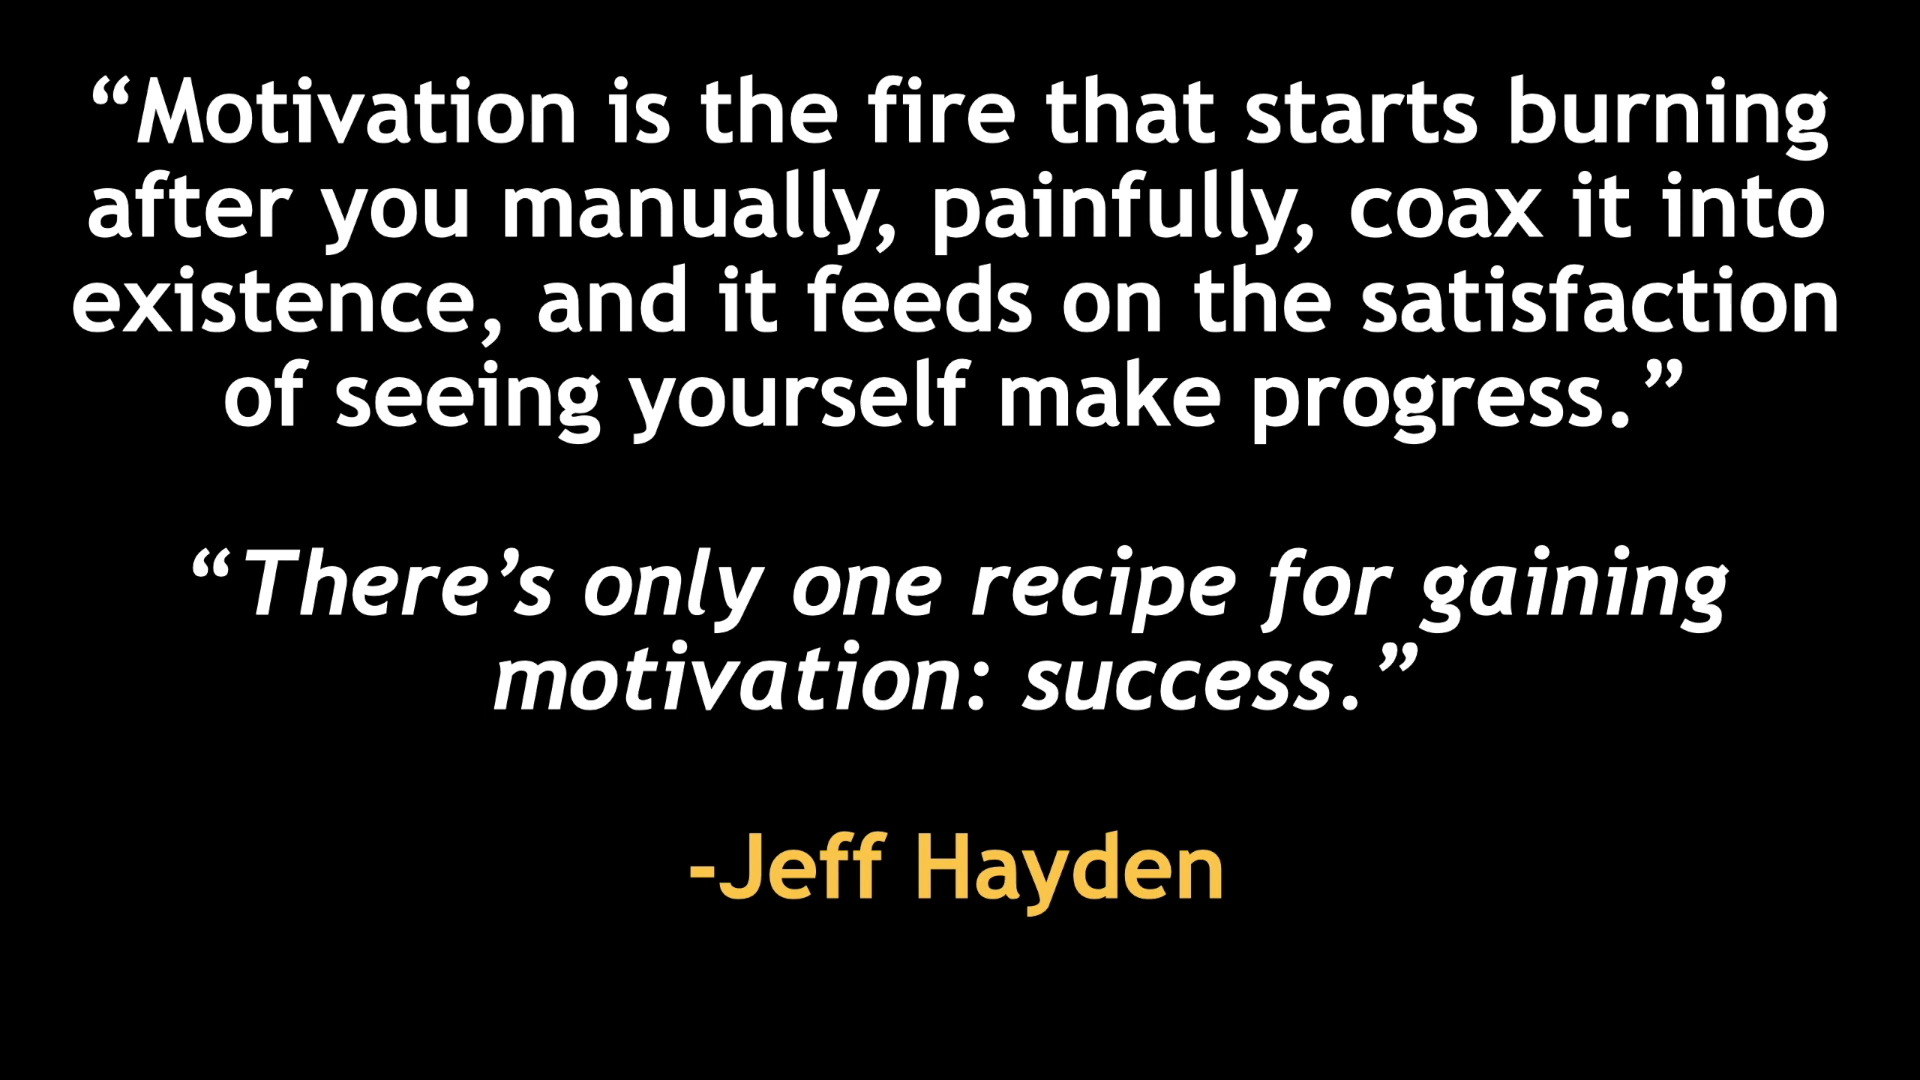 “Motivation is the fire that starts burning
after you manually, painfully, coax it into
existence, and it feeds on the satisfaction
of seeing yourself make progress.”
“There’s only one recipe for gaining
motivation: success.”
-Jeff Hayden